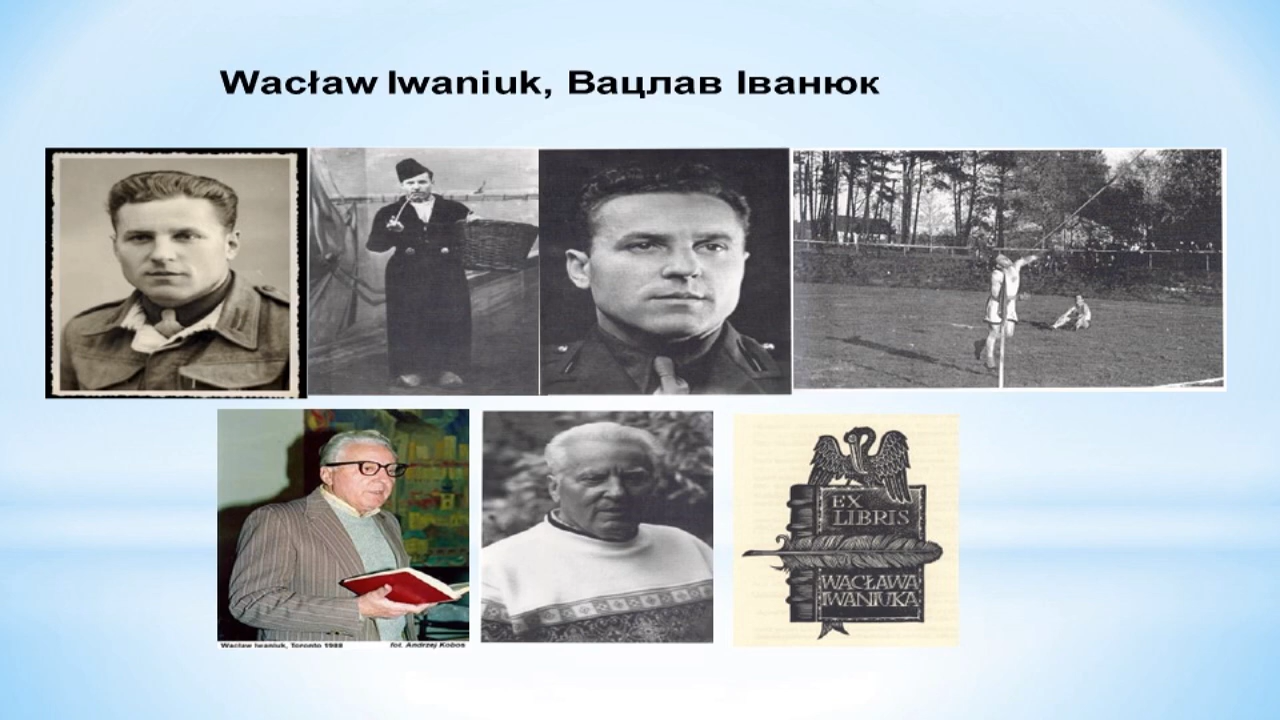 Wacław Iwaniuk, Вацлав Іванюк
Wacław Iwaniuk, Toronto 1988
fot. Andrzej Kobos
EX
LIBRIS
WACŁAWA
IWANIUKA